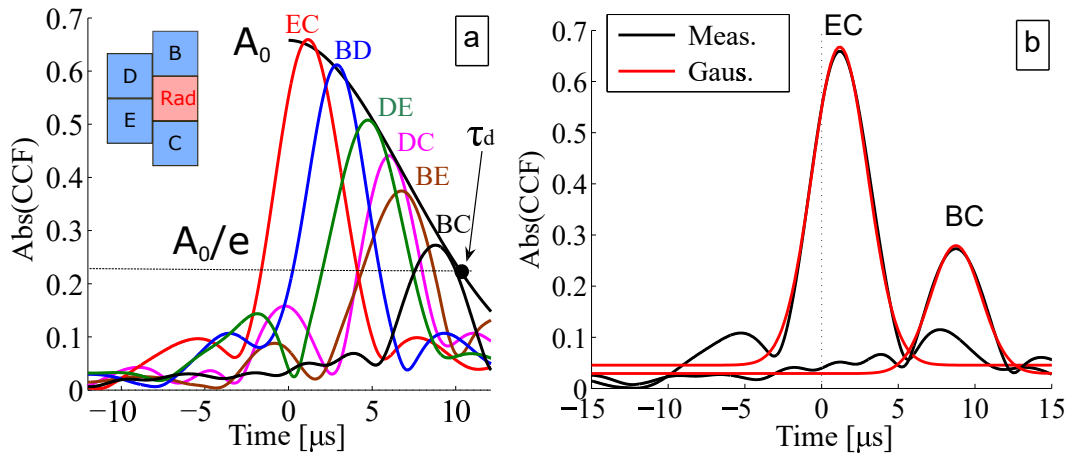 0.7
0.6
0.5
0.4
0.3
0.2
0.1
0
Abs(CCF)
−10
−5
0
5
10
Time [μs]
A0
A0/e
EC
BD
DE
DC
BE
BC
τd
a
B
D
Rad
E
C
0.7
0.6
0.5
0.4
0.3
0.2
0.1
0
Abs(CCF)
−15
−10
−5
0
5
10
15
Time [μs]
Meas.
Gaus.
EC
BC
b